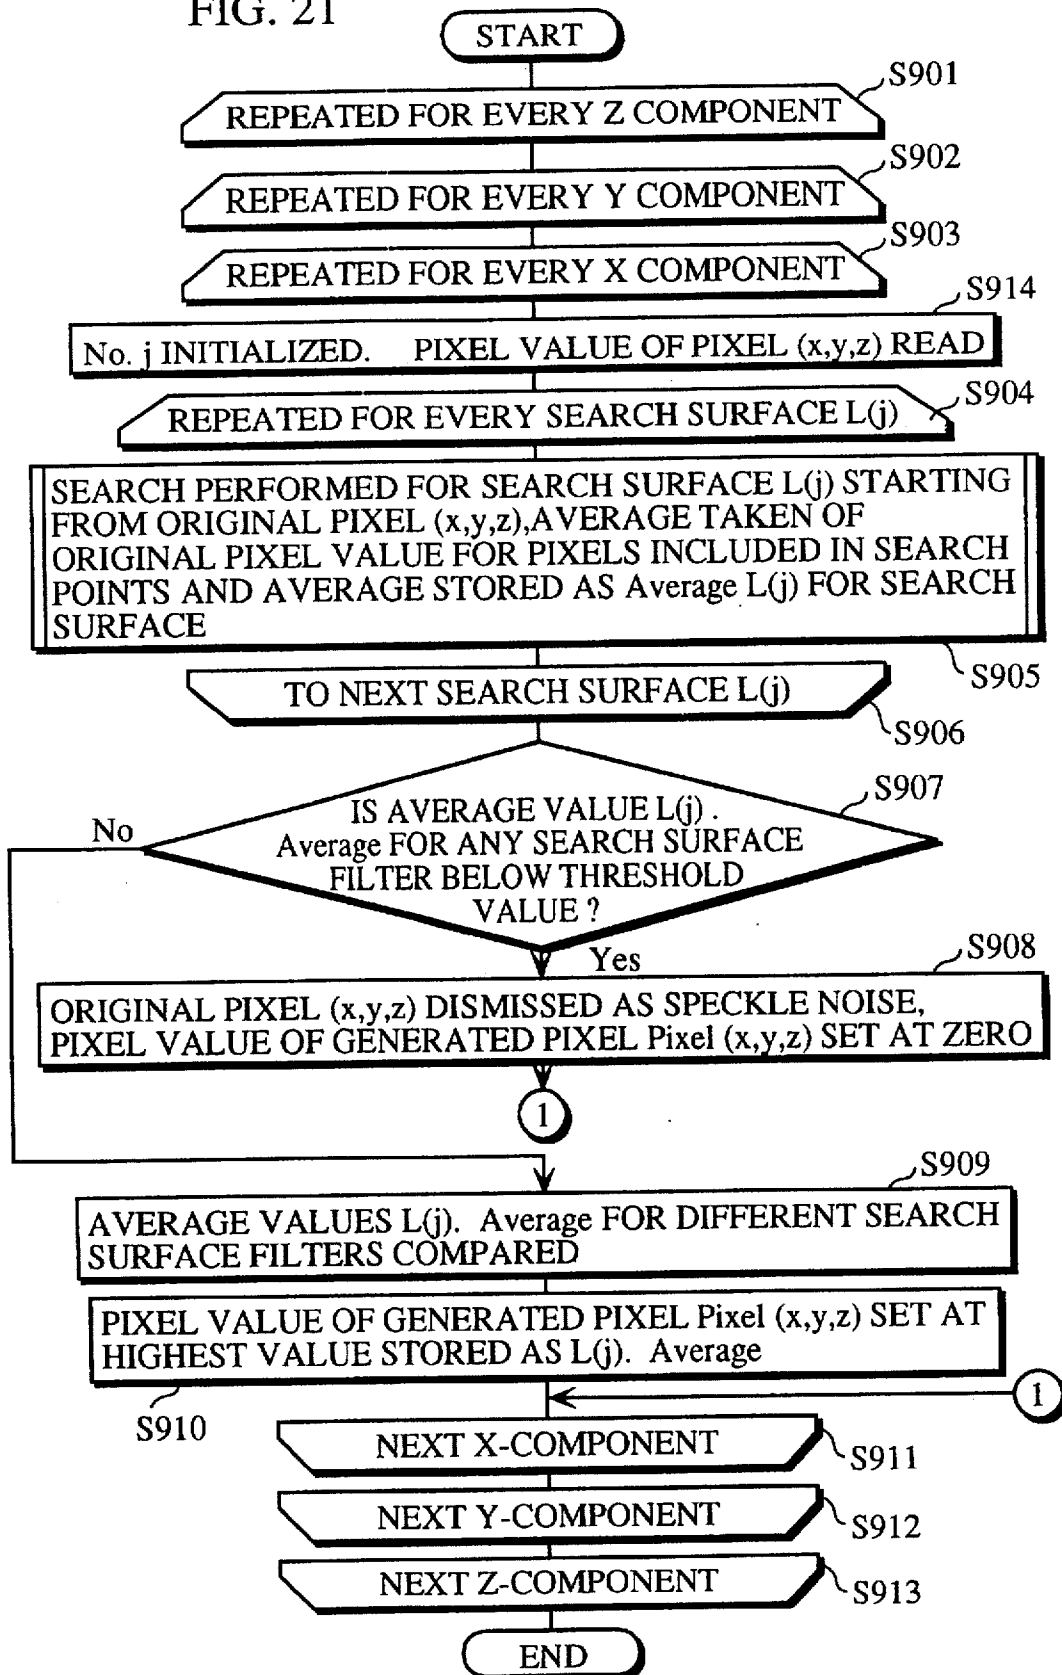 FIG. 21
START
S901
REPEATED FOR EVERY Z COMPONENT
S902
REPEATED FOR EVERY Y COMPONENT
S903
REPEATED FOR EVERY X COMPONENT
S914
No. j INITIALIZED. PIXEL VALUE OF PIXEL (x,y,z) READ
REPEATED FOR EVERY SEARCH SURFACE L(j)
S904
SEARCH PERFORMED FOR SEARCH SURFACE L(j) STARTING
FROM ORIGINAL PIXEL (x,y,z),AVERAGE TAKEN OF
ORIGINAL PIXEL VALUE FOR PIXELS INCLUDED IN SEARCH
POINTS AND AVERAGE STORED AS Average L(j) FOR SEARCH
SURFACE
S905
TO NEXT SEARCH SURFACE L(j)
S906
S907
IS AVERAGE VALUE L(j).
Average FOR ANY SEARCH SURFACE
FILTER BELOW THRESHOLD
VALUE ?
No
Yes
S908
ORIGINAL PIXEL (x,y,z) DISMISSED AS SPECKLE NOISE,
PIXEL VALUE OF GENERATED PIXEL Pixel (x,y,z) SET AT ZERO
1
S909
AVERAGE VALUES L(j). Average FOR DIFFERENT SEARCH
SURFACE FILTERS COMPARED
PIXEL VALUE OF GENERATED PIXEL Pixel (x,y,z) SET AT
HIGHEST VALUE STORED AS L(j). Average
S910
1
NEXT X-COMPONENT
S911
NEXT Y-COMPONENT
S912
NEXT Z-COMPONENT
S913
END